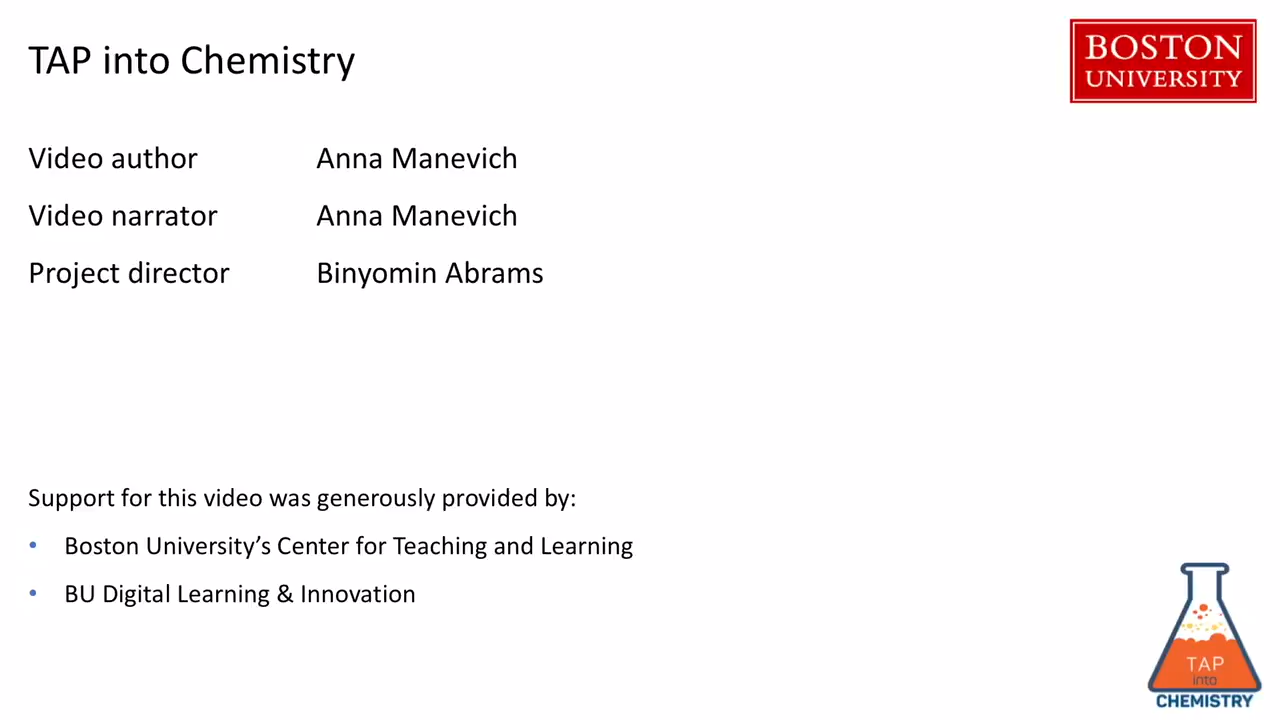 TAP into Chemistry
BOSTON
UNIVERSITY
Video author Anna Manevich
Video narrator Anna Manevich
Project director Binyomin Abrams
Support for this video was generously provided by:
• Boston University’s Center for Teaching and Learning
• BU Digital Learning & Innovation
TAP
into
CHEMISTRY